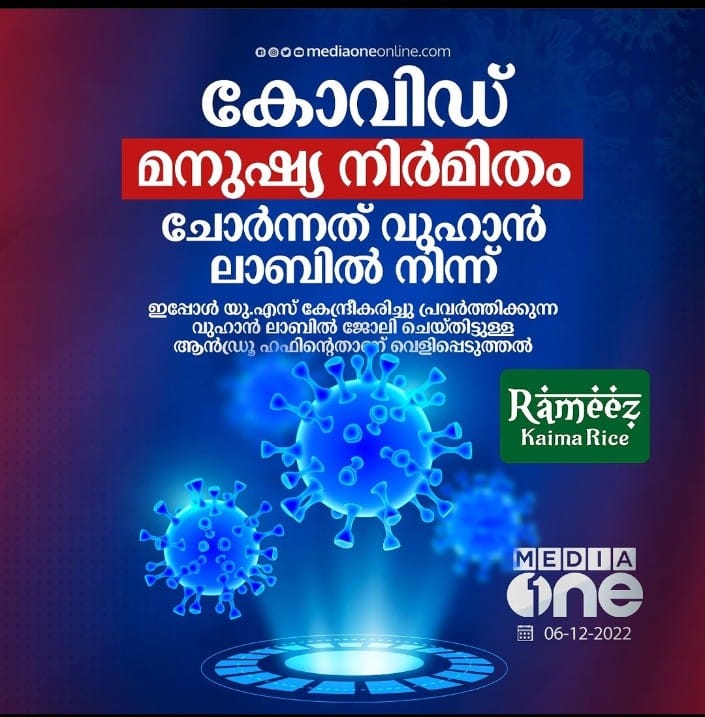 mediaoneonline.com
കോവിഡ്
മനുഷ്യ നിർമിതം
ചോർന്നത് വുഹാൻ
ലാബിൽ നിന്ന്
ഇപ്പോൾ യു.എസ് കേന്ദ്രീകരിച്ചു പ്രവർത്തിക്കുന്ന
വുഹാൻ ലാബിൽ ജോലി ചെയ്തിട്ടുള്ള
ആൻഡ്രൂ ഹഫിന്റെതാണ് വെളിപ്പെടുത്തൽ
Rameez
Kaima Rice
MEDIA
one
06-12-2022